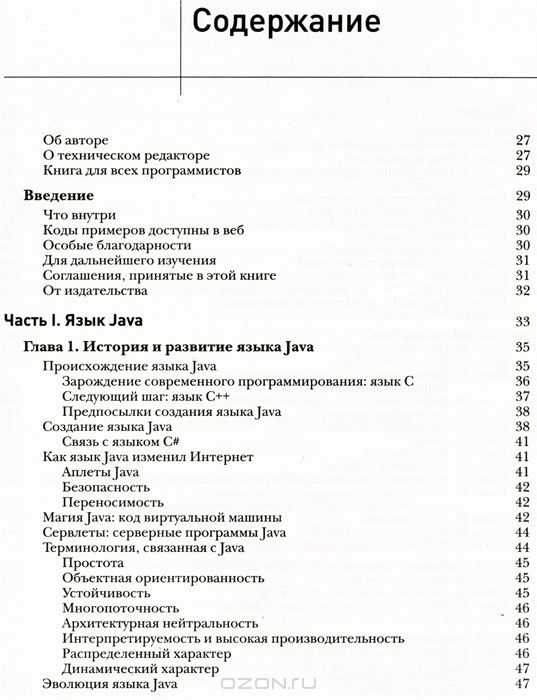 Содержание
Об авторе 27
О техническом редакторе 27
Книга для всех программистов 29
Введение 29
Что внутри 30
Коды примеров доступны в веб 30
Особые благодарности 30
Для дальнейшего изучения 31
Соглашения, принятые в этой книге 31
От издательства 32
Часть I. Язык Java 33
Глава 1. История и развитие языка Java 35
Происхождение языка Java 35
Зарождение современного программирования: язык C 36
Следующий шаг: язык C++ 37
Предпосылки создания языка Java 38
Создание языка Java 38
Связь с языком C# 41
Как язык Java изменил Интернет 41
Аплеты Java 41
Безопасность 42
Переносимость 42
Магия Java: код виртуальной машины 42
Сервлеты: серверные программы Java 44
Терминология, связанная с Java 44
Простота 45
Объектная ориентированность 45
Устойчивость 45
Многопоточность 46
Архитектурная нейтральность 46
Интерпретируемость и высокая производительность 46
Распределенный характер 46
Динамический характер 47
Эволюция языка Java 47
OZON.ru